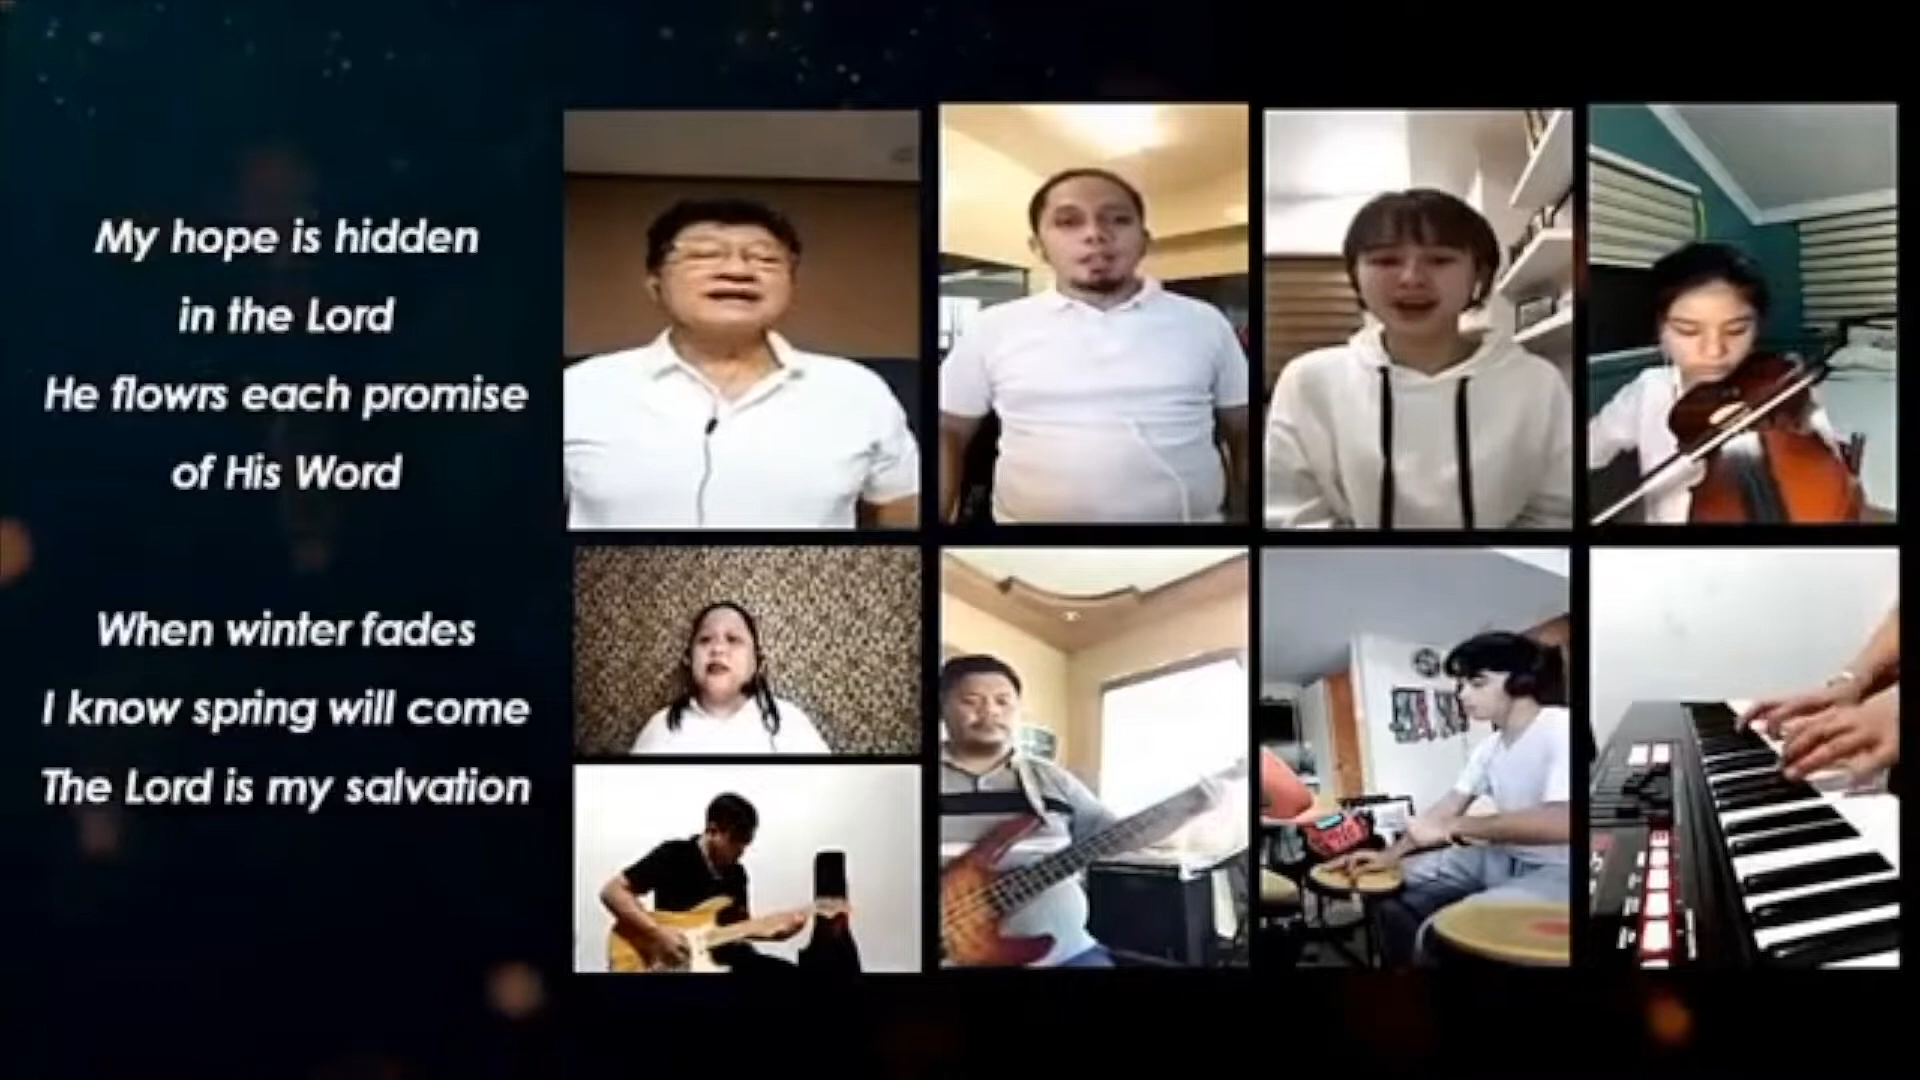 My hope is hidden
in the Lord
He flowrs each promise
of His Word
When winter fades
I know spring will come
The Lord is my salvation